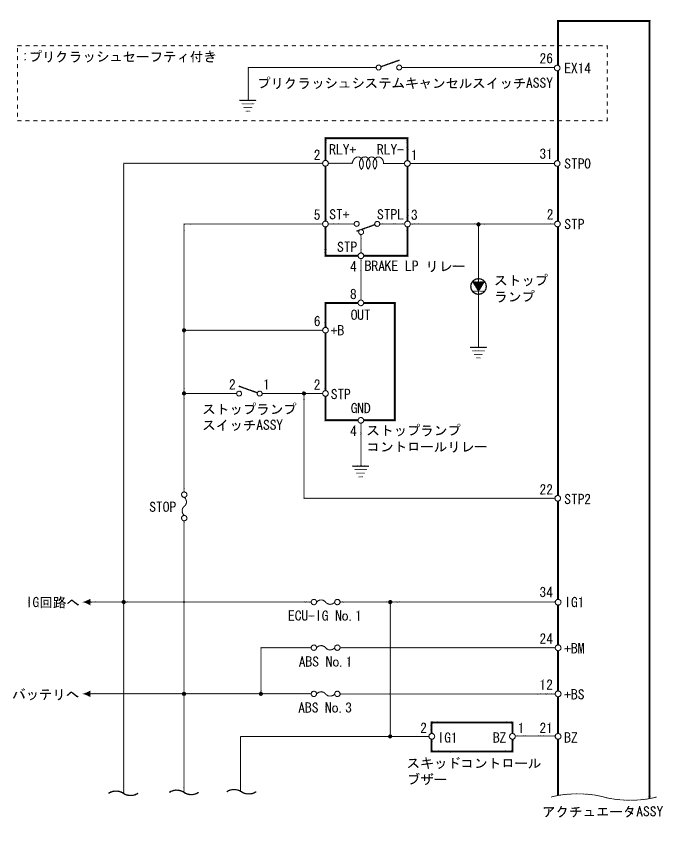 :プリクラッシュセーフティ付き
26
EX14
プリクラッシュシステムキャンセルスイッチASSY
2
RLY+
RLY-
1
31
STPO
5
ST+
STPL
3
2
STP
STP
4
BRAKE LP リレー
ストップ
ランプ
8
OUT
6
+B
2
1
2
STP
ストップランプ
スイッチASSY
GND
4
ストップランプ
コントロールリレー
22
STP2
STOP
IG回路へ
34
IG1
ECU-IG No.1
24
+BM
ABS No.1
バッテリへ
12
+BS
ABS No.3
2
IG1
BZ
1
21
BZ
スキッドコントロール
ブザー
アクチュエータASSY